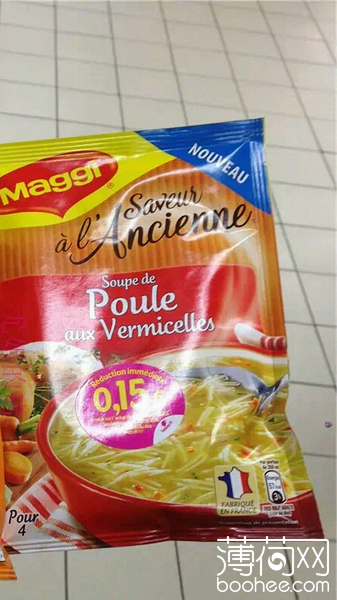 NOUVEAU
Maggi®
Saveur
à l'Ancienne
Soupe de
Poule
aux Vermicelles
Réduction immédiate
0,15
FABRIQUÉ
EN FRANCE
Pour
4
薄荷网
boohee.com